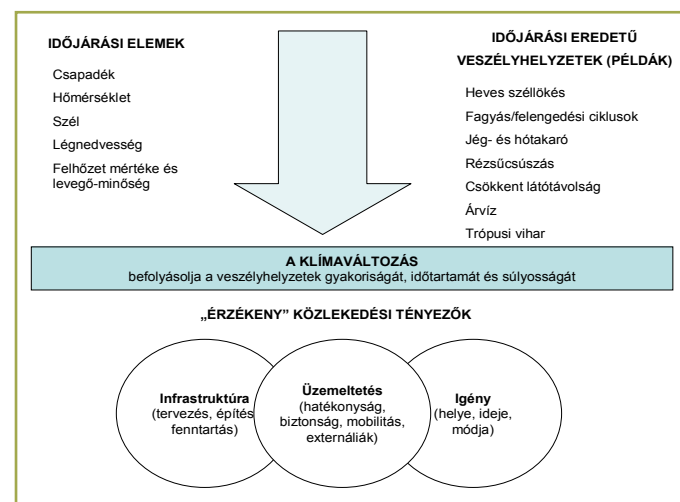 IDŐJÁRÁSI ELEMEK
Csapadék
Hőmérséklet
Szél
Légnedvesség
Felhőzet mértéke és
levegő-minőség
IDŐJÁRÁSI EREDETŰ
VESZÉLYHELYZETEK (PÉLDÁK)
Heves széllökés
Fagyás/felengedési ciklusok
Jég- és hótakaró
Rézsűcsúszás
Csökkent látótávolság
Árvíz
Trópusi vihar
A KLÍMAVÁLTOZÁS
befolyásolja a veszélyhelyzetek gyakoriságát, időtartamát és súlyosságát
„ÉRZÉKENY” KÖZLEKEDÉSI TÉNYEZŐK
Infrastruktúra
(tervezés, építés
fenntartás)
Üzemeltetés
(hatékonyság,
biztonság, mobilitás,
externáliák)
Igény
(helye, ideje,
módja)